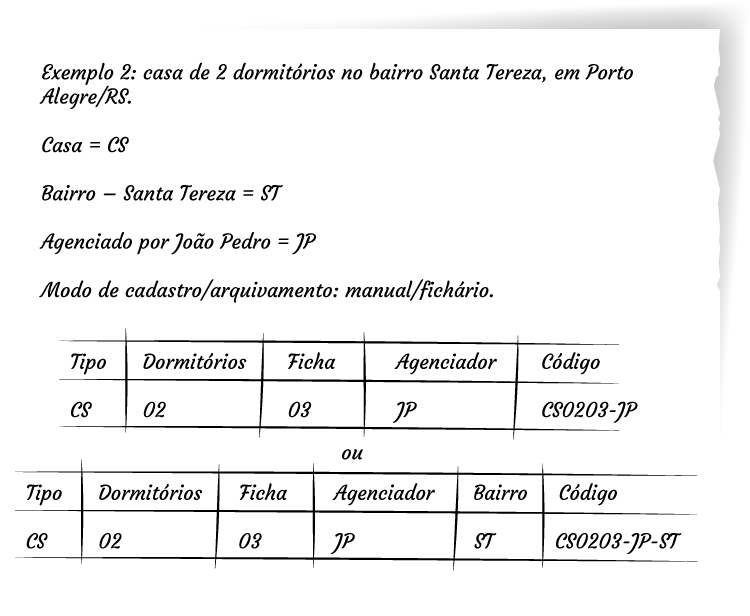 Exemplo 2: casa de 2 dormitórios no bairro Santa Tereza, em Porto
Alegre/RS.
Casa = CS
Bairro – Santa Tereza = ST
Agenciado por João Pedro = JP
Modo de cadastro/arquivamento: manual/fichário.
Tipo Dormitórios Ficha Agenciador Código
CS 02 03 JP CS0203-JP
ou
Tipo Dormitórios Ficha Agenciador Bairro Código
CS 02 03 JP ST CS0203-JP-ST